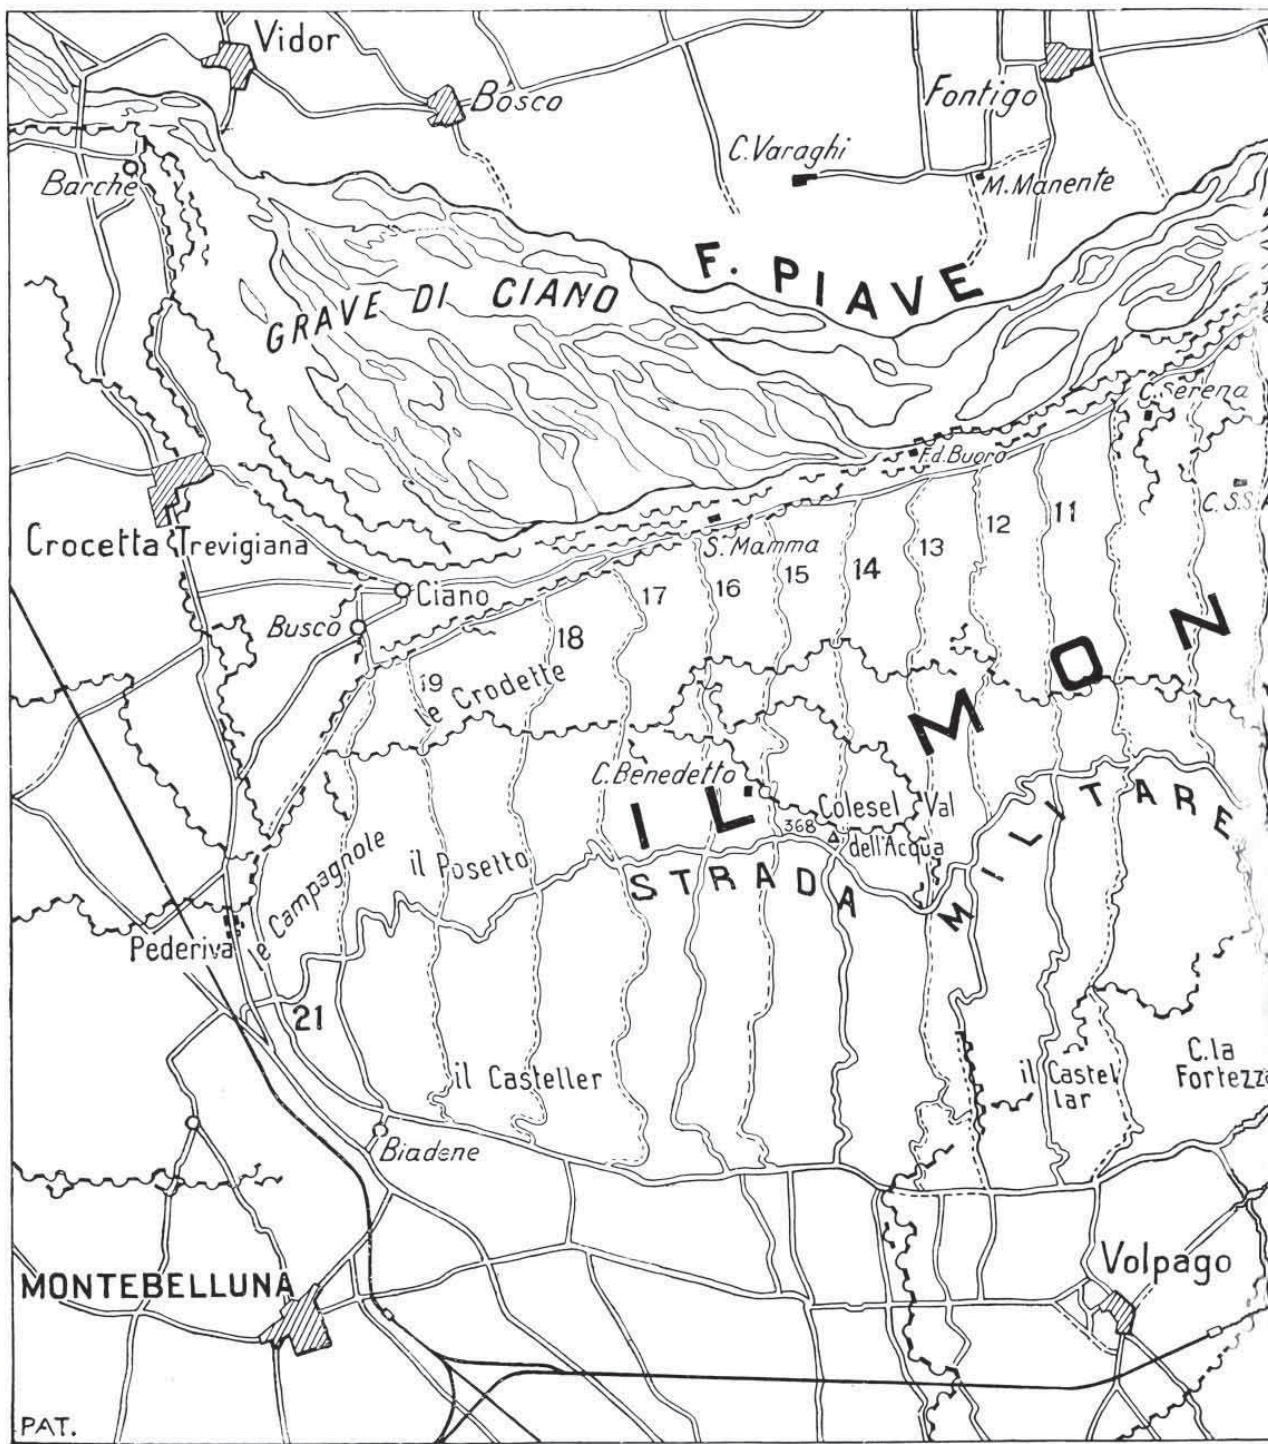 Vidor
Bosco
Fontigo
C. Varaghi
M. Manente
Barche
F. PIAVE
GRAVE DI CIANO
C. Serena
F. d. Buoro
C. S. S.
Crocetta Trevigiana
S. Mamma
11
12
13
14
15
16
17
18
19
Ciano
Busco
le Crodette
IL MON
C. Benedetto
368
Colesel Val
dell'Acqua
STRADA MILITARE
il Posetto
le Campagnole
Pederiva
21
il Casteller
il Castel
lar
C. la
Fortezza
Biadene
MONTEBELLUNA
Volpago
PAT.